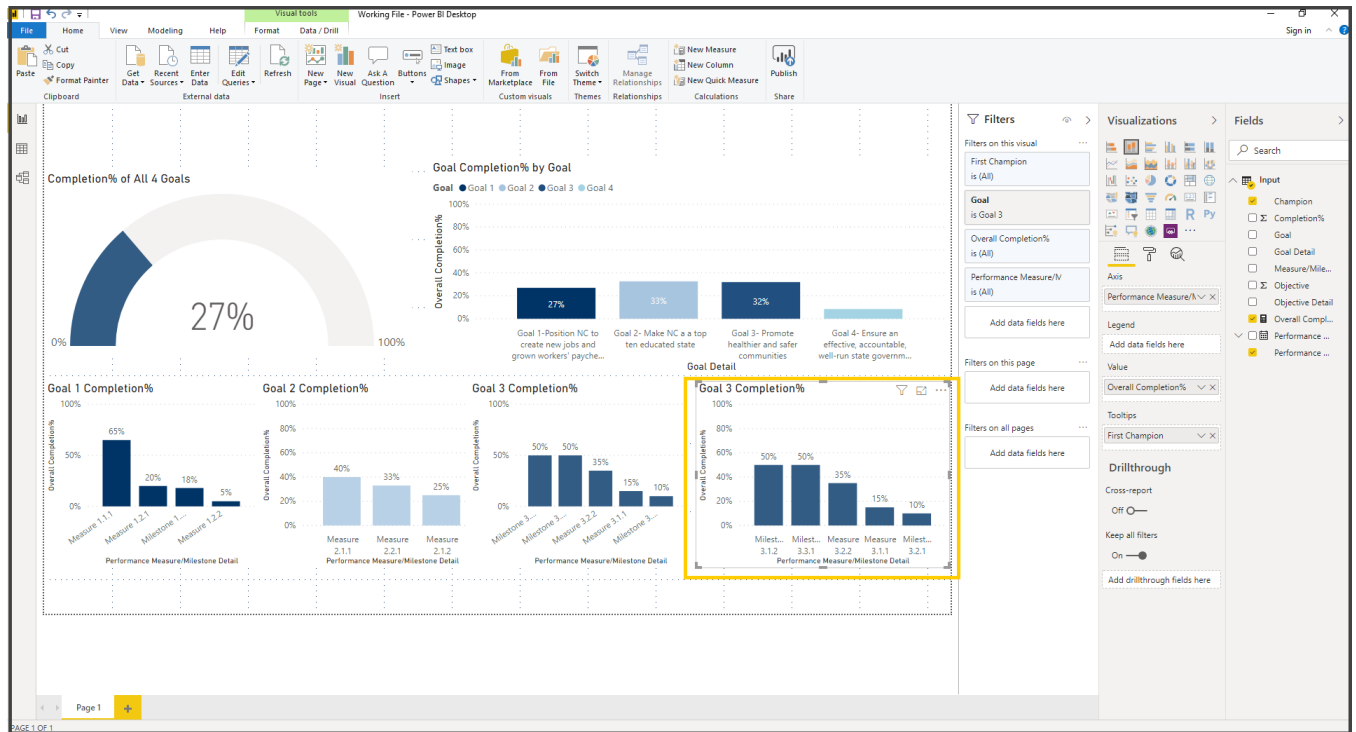 Visual tools
Working File - Power BI Desktop
File
Home
View
Modeling
Help
Format
Data / Drill
Sign in
Paste
Cut
Copy
Format Painter
Get Data
Recent Sources
Enter Data
Edit Queries
Refresh
New Page
New Visual
Ask A Question
Buttons
Text box
Image
Shapes
From Marketplace
From File
Switch Theme
Manage Relationships
New Measure
New Column
New Quick Measure
Publish
Clipboard
External data
Insert
Custom visuals
Themes
Relationships
Calculations
Share
Completion% of All 4 Goals
27%
0%
100%
Goal Completion% by Goal
Goal Goal 1 Goal 2 Goal 3 Goal 4
Overall Completion%
100%
80%
60%
40%
20%
0%
27%
33%
32%
Goal 1-Position NC to
create new jobs and
grown workers' payche...
Goal 2- Make NC a a top
ten educated state
Goal 3- Promote
healthier and safer
communities
Goal 4- Ensure an
effective, accountable,
well-run state governm...
Goal Detail
Goal 1 Completion%
Overall Completion%
100%
50%
0%
65%
20%
18%
5%
Measure 1.1.1
Measure 1.2.1
Milestone 1....
Measure 1.2.2
Performance Measure/Milestone Detail
Goal 2 Completion%
Overall Completion%
100%
80%
60%
40%
20%
0%
40%
33%
25%
Measure
2.1.1
Measure
2.2.1
Measure
2.1.2
Performance Measure/Milestone Detail
Goal 3 Completion%
Overall Completion%
100%
50%
0%
50%
50%
35%
15%
10%
Milestone 3....
Milestone 3....
Measure 3.2.2
Measure 3.1.1
Milestone 3....
Performance Measure/Milestone Detail
Goal 3 Completion%
Overall Completion%
100%
80%
60%
40%
20%
0%
50%
50%
35%
15%
10%
Milest...
3.1.2
Milest...
3.3.1
Measure
3.2.2
Measure
3.1.1
Milest...
3.2.1
Performance Measure/Milestone Detail
Filters
Filters on this visual
First Champion
is (All)
Goal
is Goal 3
Overall Completion%
is (All)
Performance Measure/M
is (All)
Add data fields here
Filters on this page
Add data fields here
Filters on all pages
Add data fields here
Visualizations
R
Py
Axis
Performance Measure/M
Legend
Add data fields here
Value
Overall Completion%
Tooltips
First Champion
Drillthrough
Cross-report
Off
Keep all filters
On
Add drillthrough fields here
Fields
Search
Input
Champion
Completion%
Goal
Goal Detail
Measure/Mile...
Objective
Objective Detail
Overall Compl...
Performance ...
Performance ...
Page 1
PAGE 1 OF 1